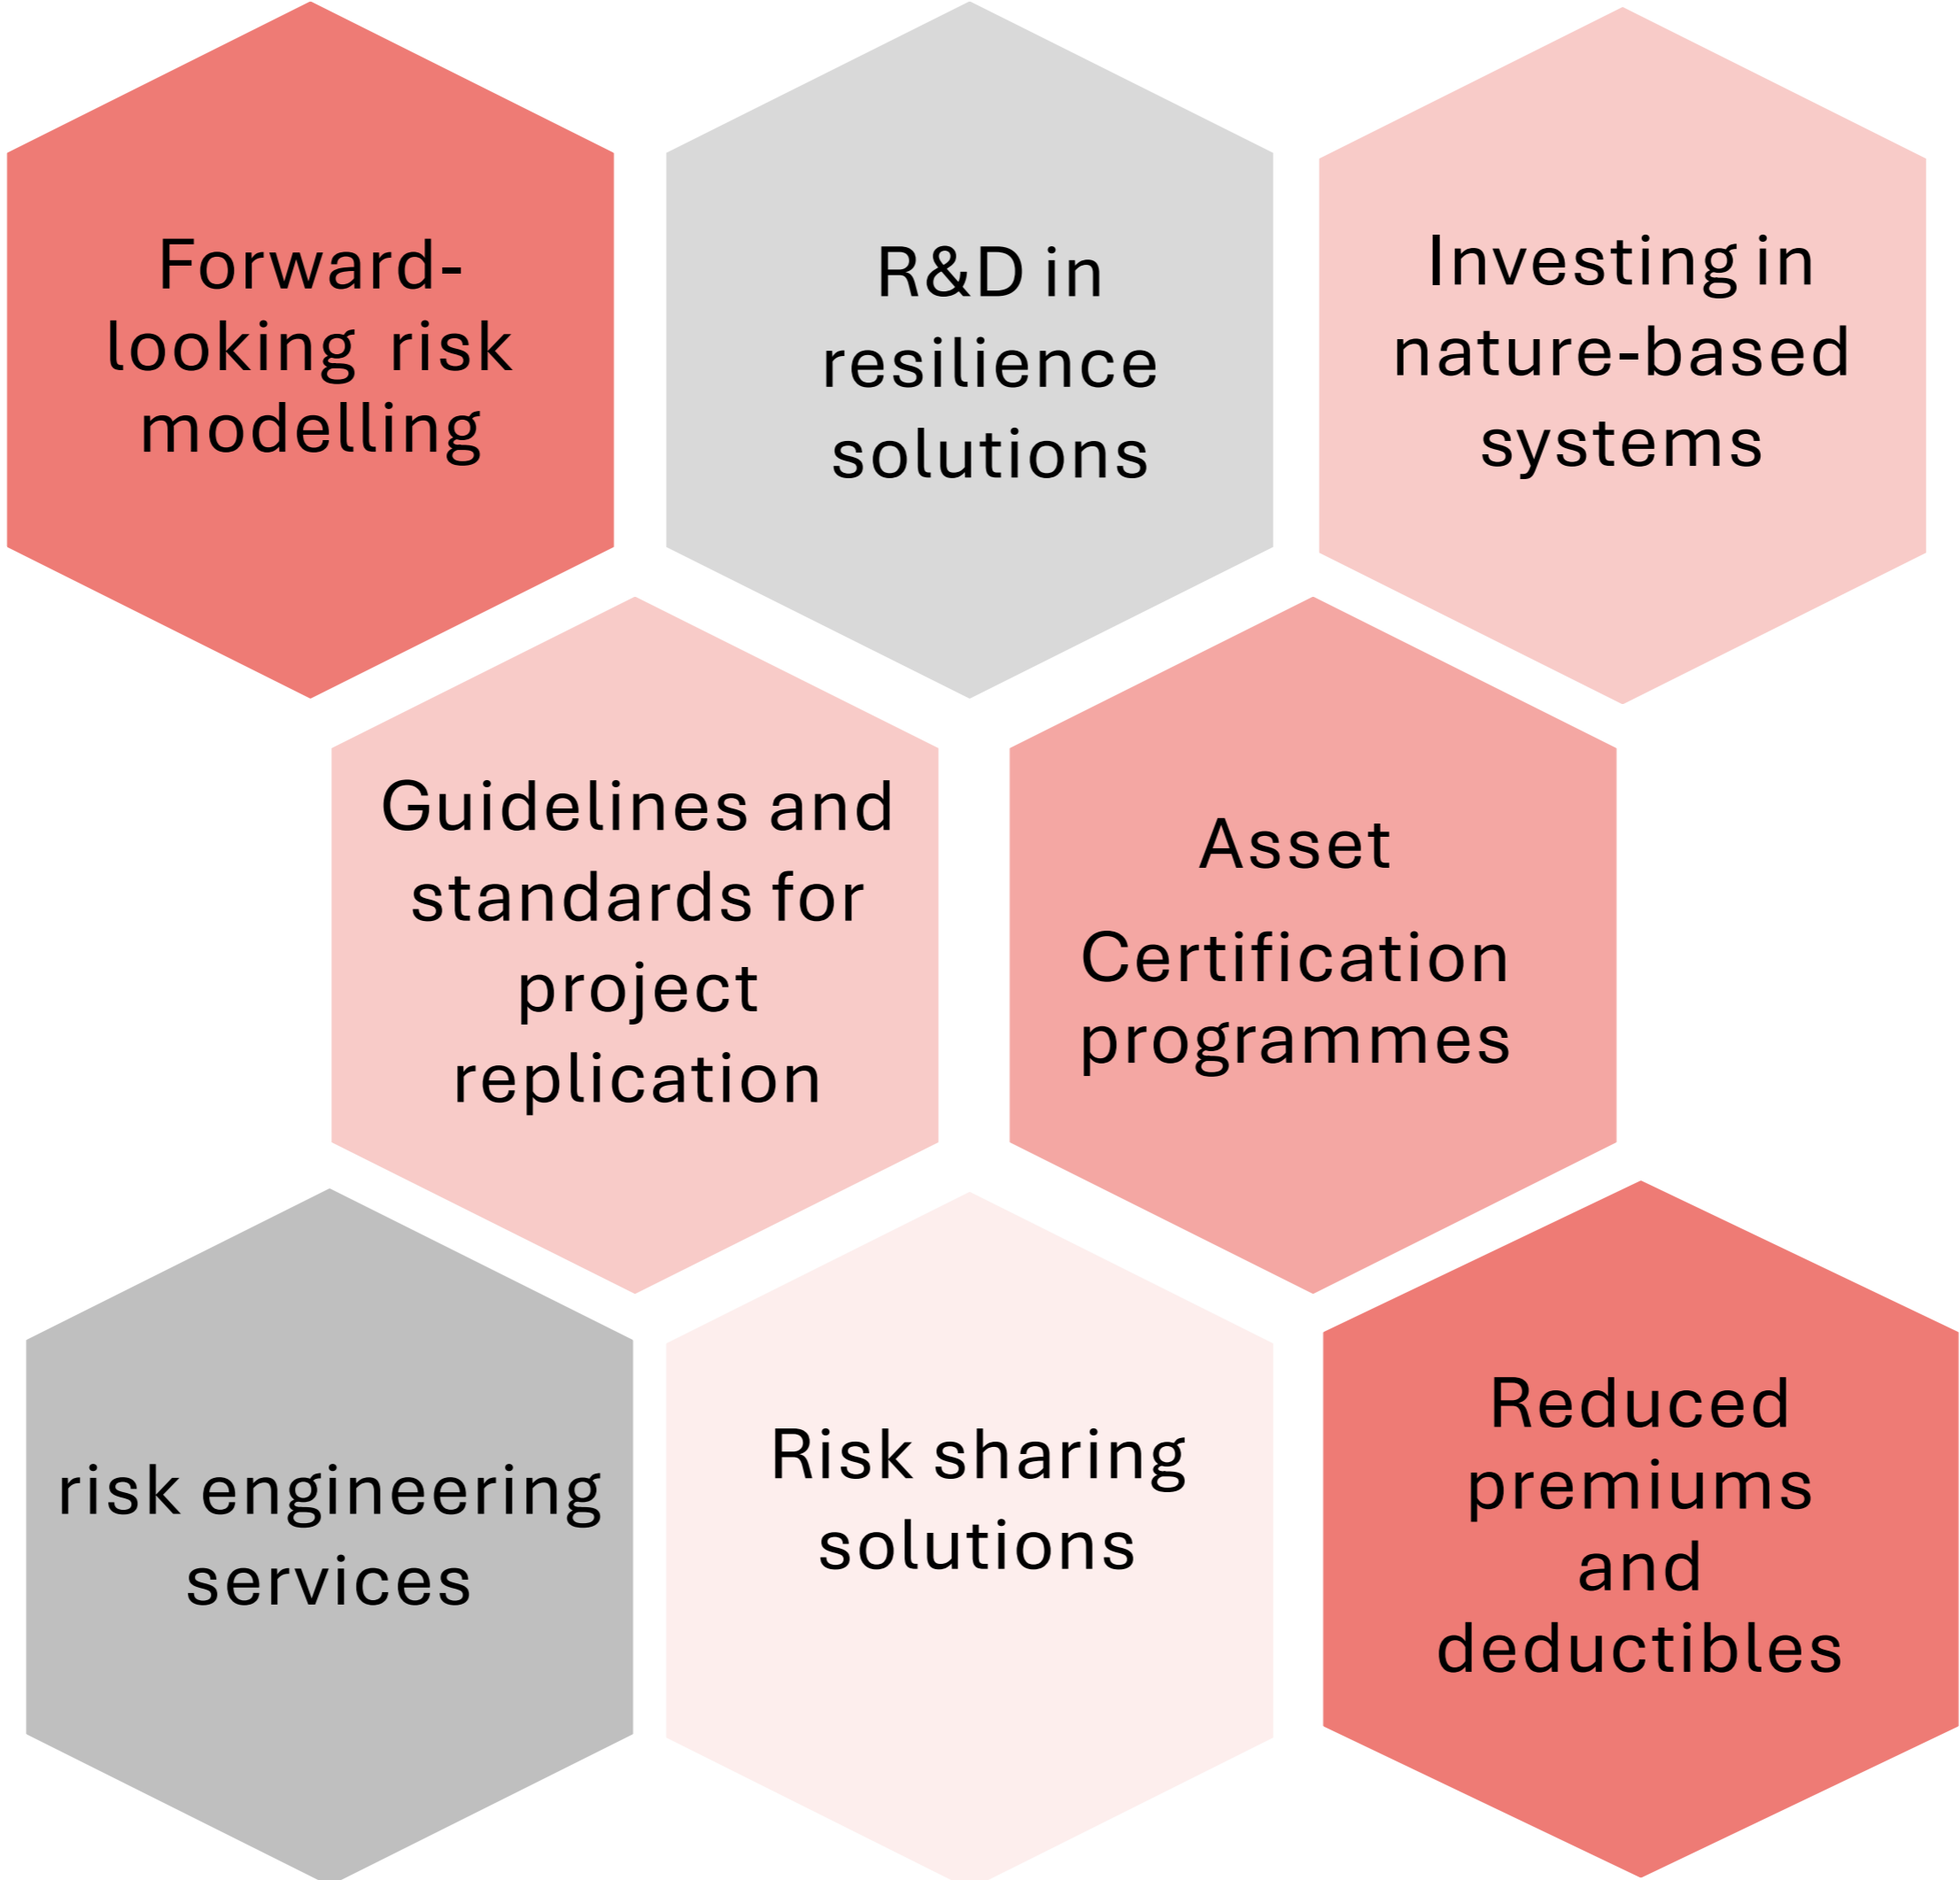 Forward-
looking risk
modelling
R&D in
resilience
solutions
Investing in
nature-based
systems
Guidelines and
standards for
project
replication
Asset
Certification
programmes
risk engineering
services
Risk sharing
solutions
Reduced
premiums
and
deductibles